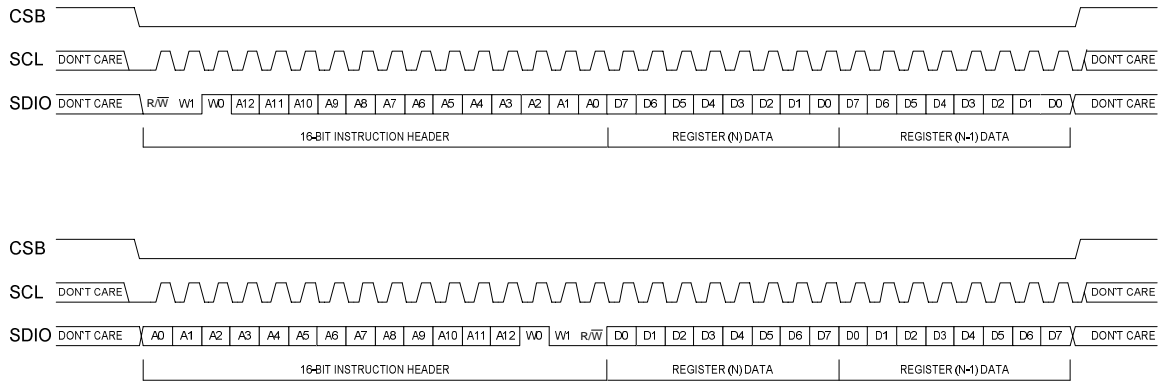 CSB
SCL DON'T CARE DON'T CARE
SDIO DON'T CARE R/W̅ W1 W0 A12 A11 A10 A9 A8 A7 A6 A5 A4 A3 A2 A1 A0 D7 D6 D5 D4 D3 D2 D1 D0 D7 D6 D5 D4 D3 D2 D1 D0 DON'T CARE
16-BIT INSTRUCTION HEADER REGISTER (N) DATA REGISTER (N-1) DATA
CSB
SCL DON'T CARE DON'T CARE
SDIO DON'T CARE A0 A1 A2 A3 A4 A5 A6 A7 A8 A9 A10 A11 A12 W0 W1 R/W̅ D0 D1 D2 D3 D4 D5 D6 D7 D0 D1 D2 D3 D4 D5 D6 D7 DON'T CARE
16-BIT INSTRUCTION HEADER REGISTER (N) DATA REGISTER (N-1) DATA